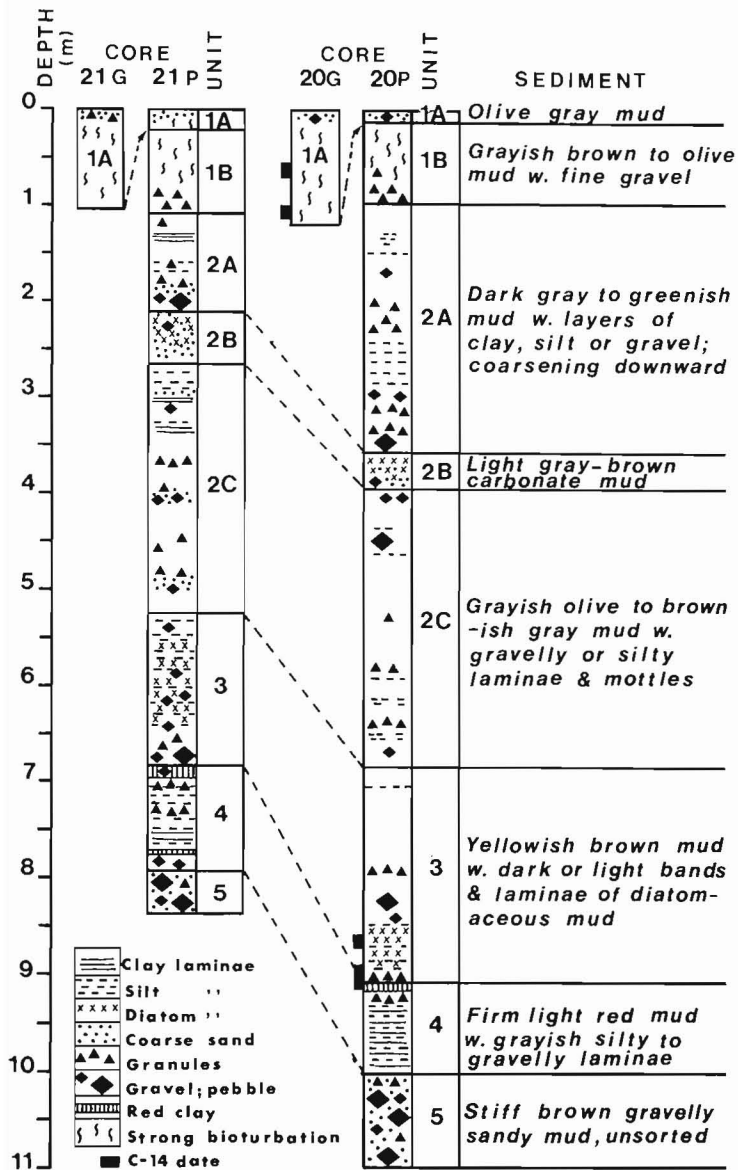 DEPTH
(m)
CORE
21G 21P
UNIT
CORE
20G 20P
UNIT
SEDIMENT
0
1
2
3
4
5
6
7
8
9
10
11
1A
1A
1B
2A
2B
2C
3
4
5
1A
1A
1B
2A
2B
2C
3
4
5
Olive gray mud
Grayish brown to olive
mud w. fine gravel
Dark gray to greenish
mud w. layers of
clay, silt or gravel;
coarsening downward
Light gray-brown
carbonate mud
Grayish olive to brown
-ish gray mud w.
gravelly or silty
laminae & mottles
Yellowish brown mud
w. dark or light bands
& laminae of diatom-
aceous mud
Firm light red mud
w. grayish silty to
gravelly laminae
Stiff brown gravelly
sandy mud, unsorted
Clay laminae
Silt ,,
Diatom ,,
Coarse sand
Granules
Gravel; pebble
Red clay
Strong bioturbation
C-14 date